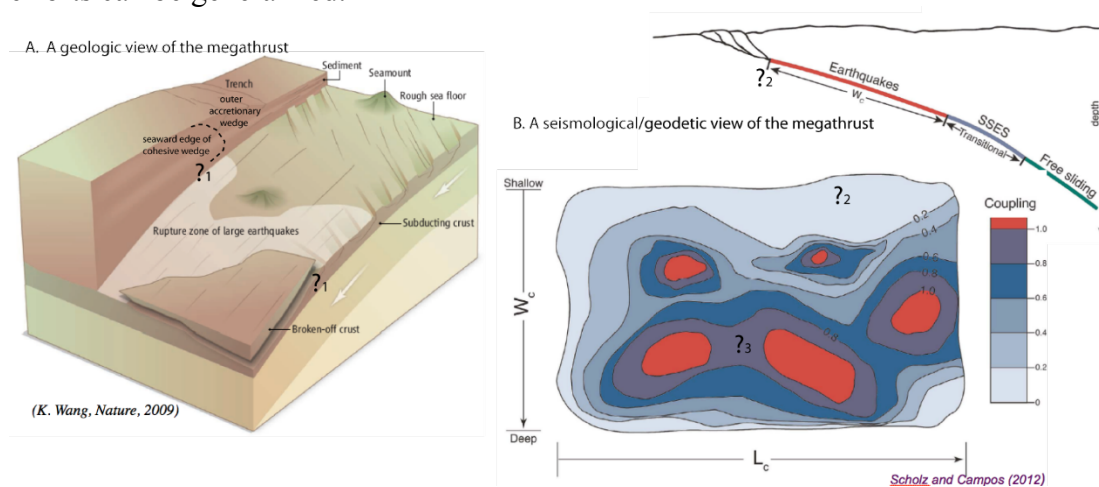 A. A geologic view of the megathrust
Trench
Sediment
Seamount
Rough sea floor
outer
accretionary
wedge
seaward edge of
cohesive wedge
?1
Rupture zone of large earthquakes
Subducting crust
?1
Broken-off crust
(K. Wang, Nature, 2009)
?2
Earthquakes
Wc
SSES
Transitional
Free sliding
depth
B. A seismological/geodetic view of the megathrust
Shallow
Wc
Deep
?2
0.2
0.4
0.8
1.0
0.8
?3
Lc
Coupling
1.0
0.8
0.6
0.4
0.2
0
Scholz and Campos (2012)